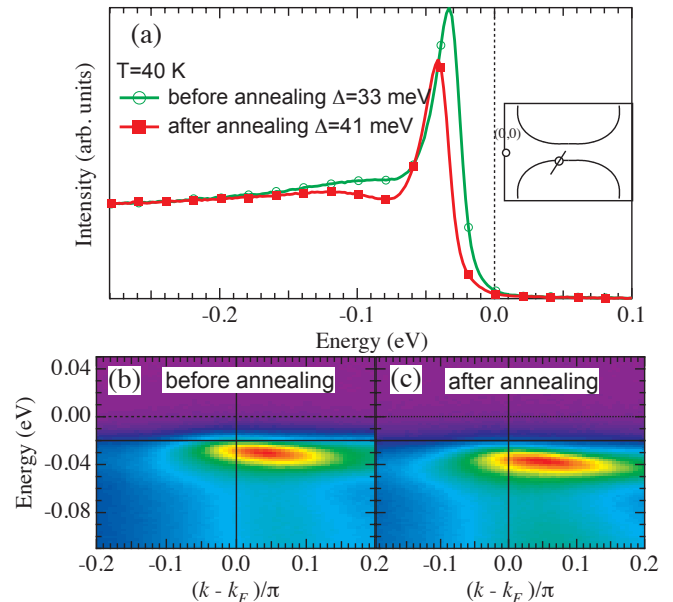 (a)
T=40 K
before annealing Δ=33 meV
after annealing Δ=41 meV
(0,0)
Intensity (arb. units)
-0.2 -0.1 0.0 0.1
Energy (eV)
(b) before annealing
(c) after annealing
0.04
0.00
-0.04
-0.08
Energy (eV)
-0.2 -0.1 0.0 0.1 0.2
-0.2 -0.1 0.0 0.1 0.2
(k - kF)/π
(k - kF)/π